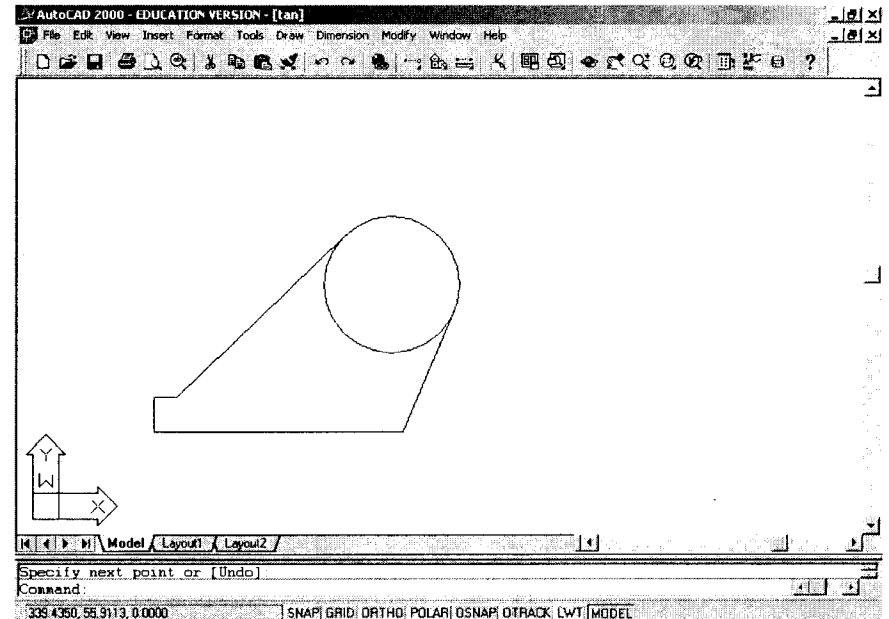 AutoCAD 2000 - EDUCATION VERSION - [tan]
File Edit View Insert Format Tools Draw Dimension Modify Window Help
?
Y
W
X
Model Layout1 Layout2
Specify next point or [Undo]
Command:
339.4350, 55.9113, 0.0000 SNAP GRID ORTHO POLAR OSNAP OTRACK LWT MODEL